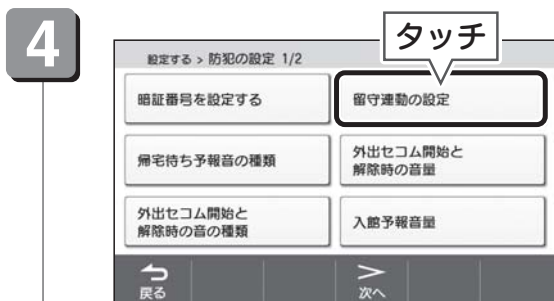 4
タッチ
設定する > 防犯の設定 1/2
暗証番号を設定する
留守連動の設定
帰宅待ち予報音の種類
外出セコム開始と
解除時の音量
外出セコム開始と
解除時の音の種類
入館予報音量
戻る
次へ